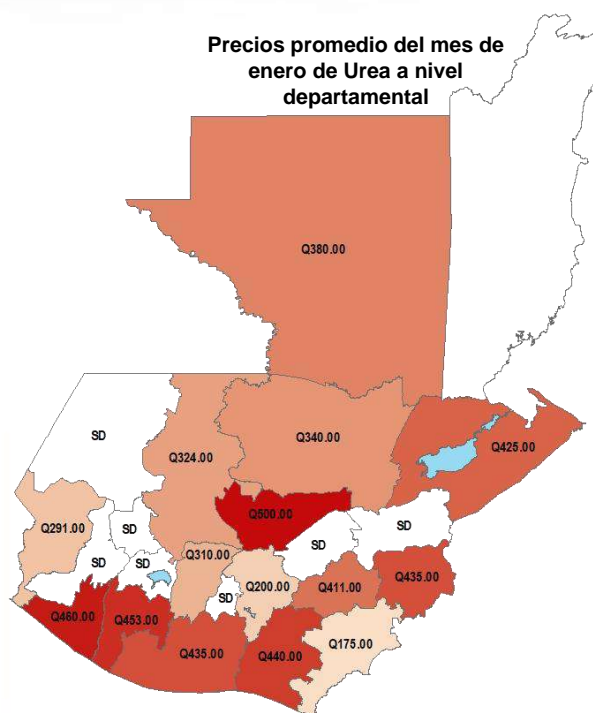 Precios promedio del mes de
enero de Urea a nivel
departamental
Q380.00
SD
Q324.00
Q340.00
Q425.00
Q500.00
Q291.00
SD
SD
SD
SD
SD
Q310.00
Q200.00
SD
Q411.00
Q435.00
Q460.00
Q453.00
Q435.00
Q440.00
Q175.00